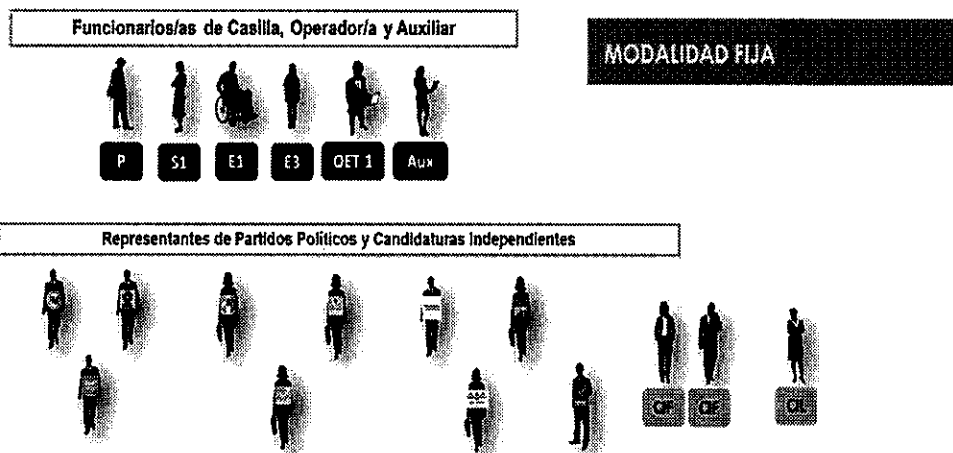 Funcionarios/as de Casilla, Operador/a y Auxiliar
MODALIDAD FIJA
P S1 E1 E3 OET 1 Aux
Representantes de Partidos Políticos y Candidaturas Independientes
CIF CIF CIL